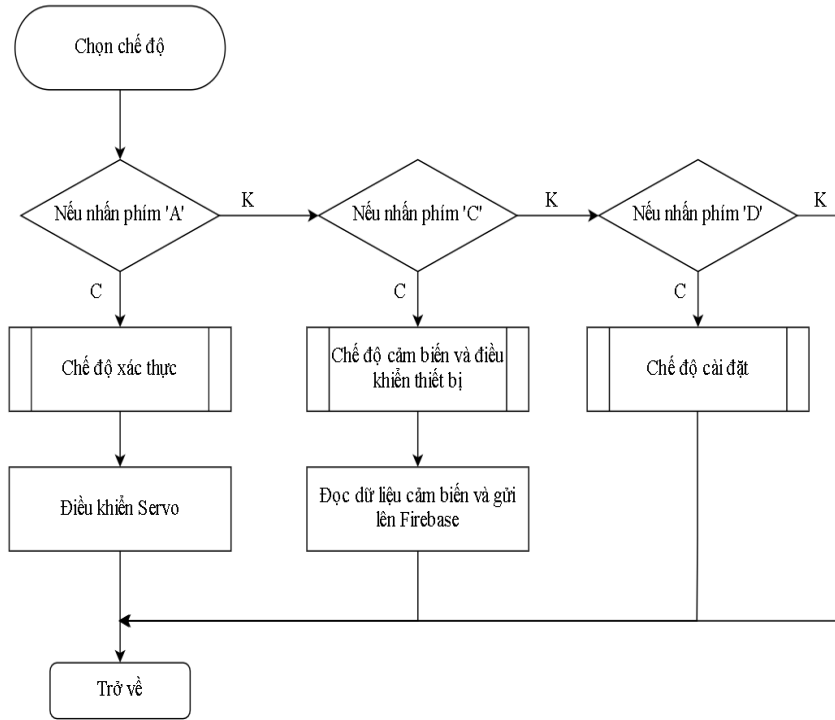 Chọn chế độ
Nếu nhấn phím 'A'
K
Nếu nhấn phím 'C'
K
Nếu nhấn phím 'D'
K
C
C
C
Chế độ xác thực
Chế độ cảm biến và điều
khiển thiết bị
Chế độ cài đặt
Điều khiển Servo
Đọc dữ liệu cảm biến và gửi
lên Firebase
Trở về